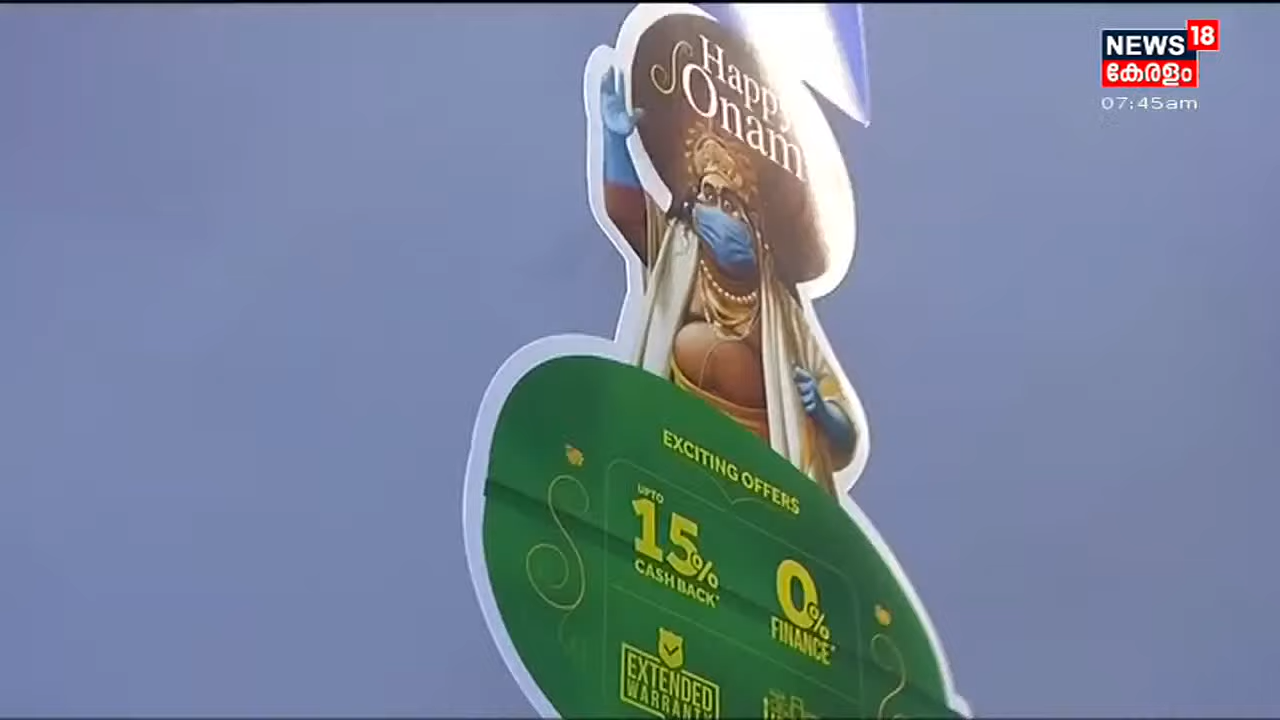 NEWS 18
കേരളം
07:45am
Happy
Onam
EXCITING OFFERS
UPTO
15%
CASH BACK*
0%
FINANCE*
EXTENDED
WARRANTY